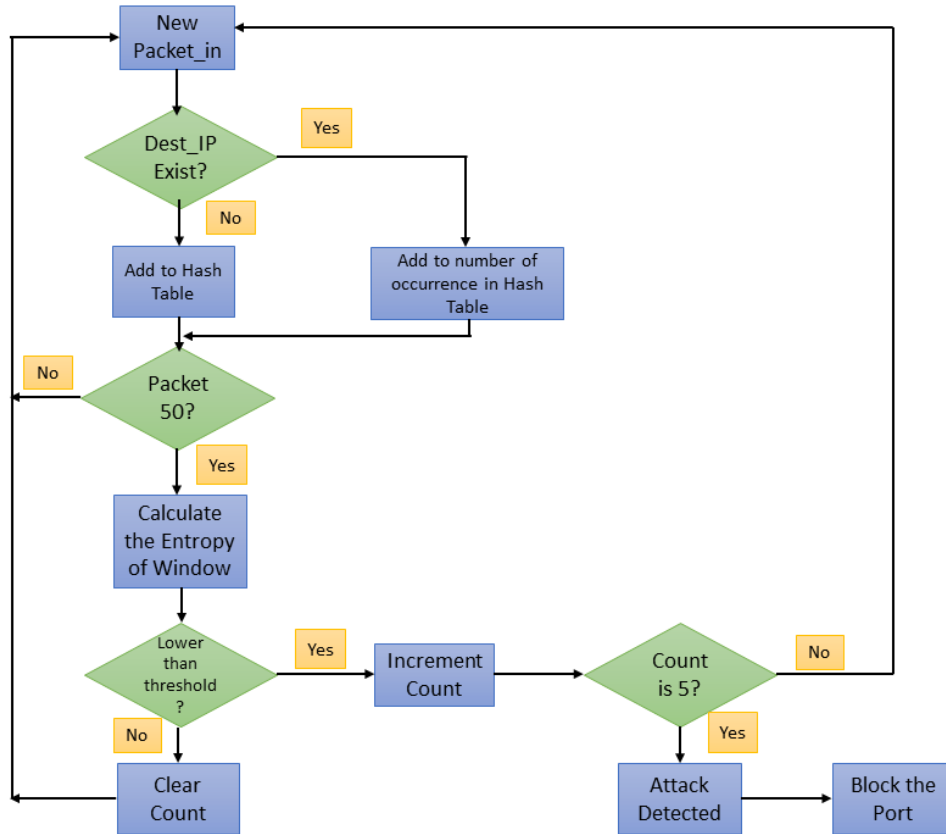 New
Packet_in
Dest_IP
Exist?
Yes
No
Add to Hash
Table
Add to number of
occurrence in Hash
Table
No
Packet
50?
Yes
Calculate
the Entropy
of Window
Lower
than
threshold
?
Yes
Increment
Count
Count
is 5?
No
No
Yes
Clear
Count
Attack
Detected
Block the
Port